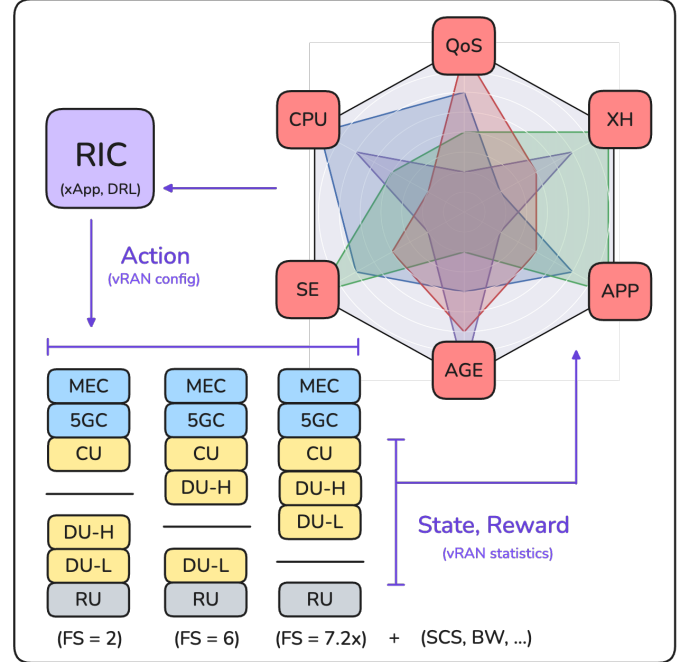 QoS
CPU
XH
RIC
(xApp, DRL)
Action
(vRAN config)
SE
APP
AGE
MEC
MEC
MEC
5GC
5GC
5GC
CU
CU
CU
DU-H
DU-H
DU-L
State, Reward
(vRAN statistics)
DU-H
DU-L
DU-L
RU
RU
RU
(FS = 2)
(FS = 6)
(FS = 7.2x)
+
(SCS, BW, ...)